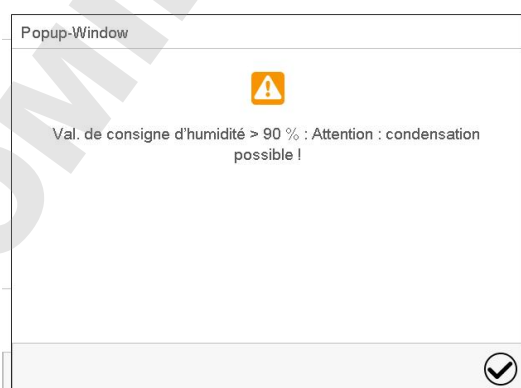 Popup-Window
Val. de consigne d'humidité > 90 % : Attention : condensation
possible !